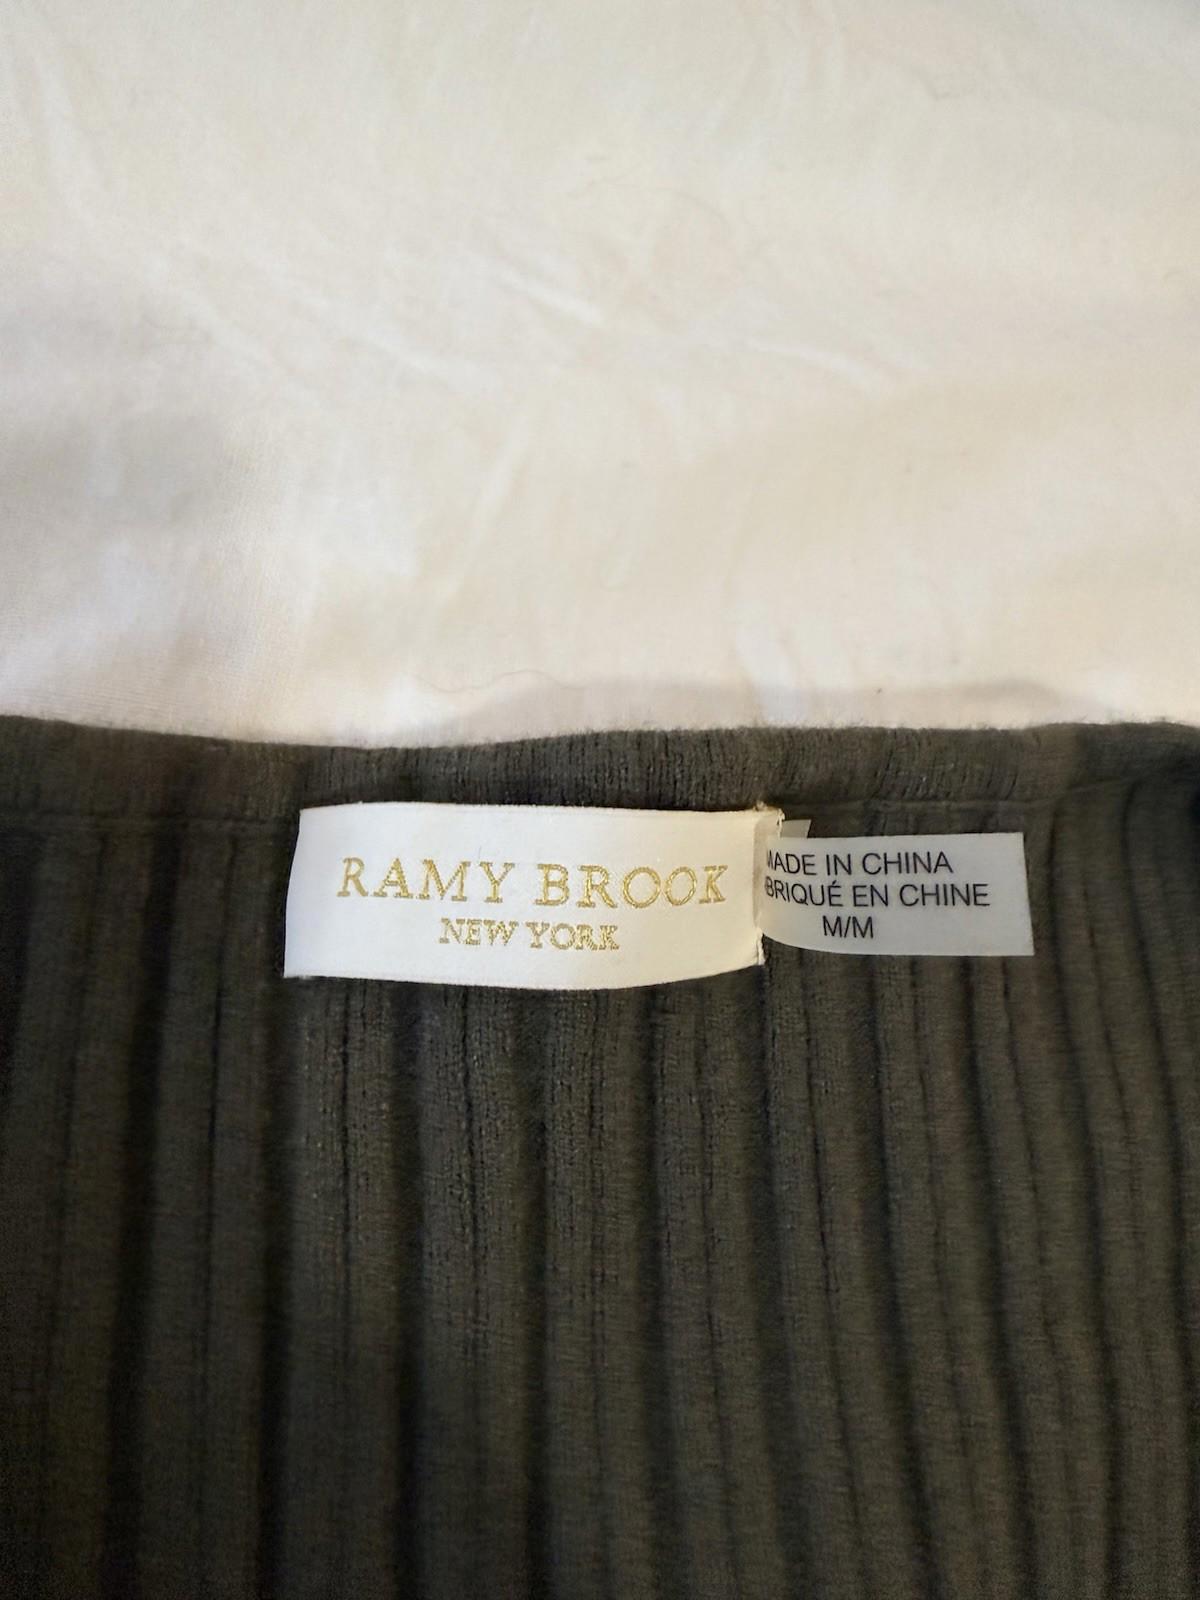 RAMY BROOK
NEW YORK
MADE IN CHINA
BRIQUÉ EN CHINE
M/M